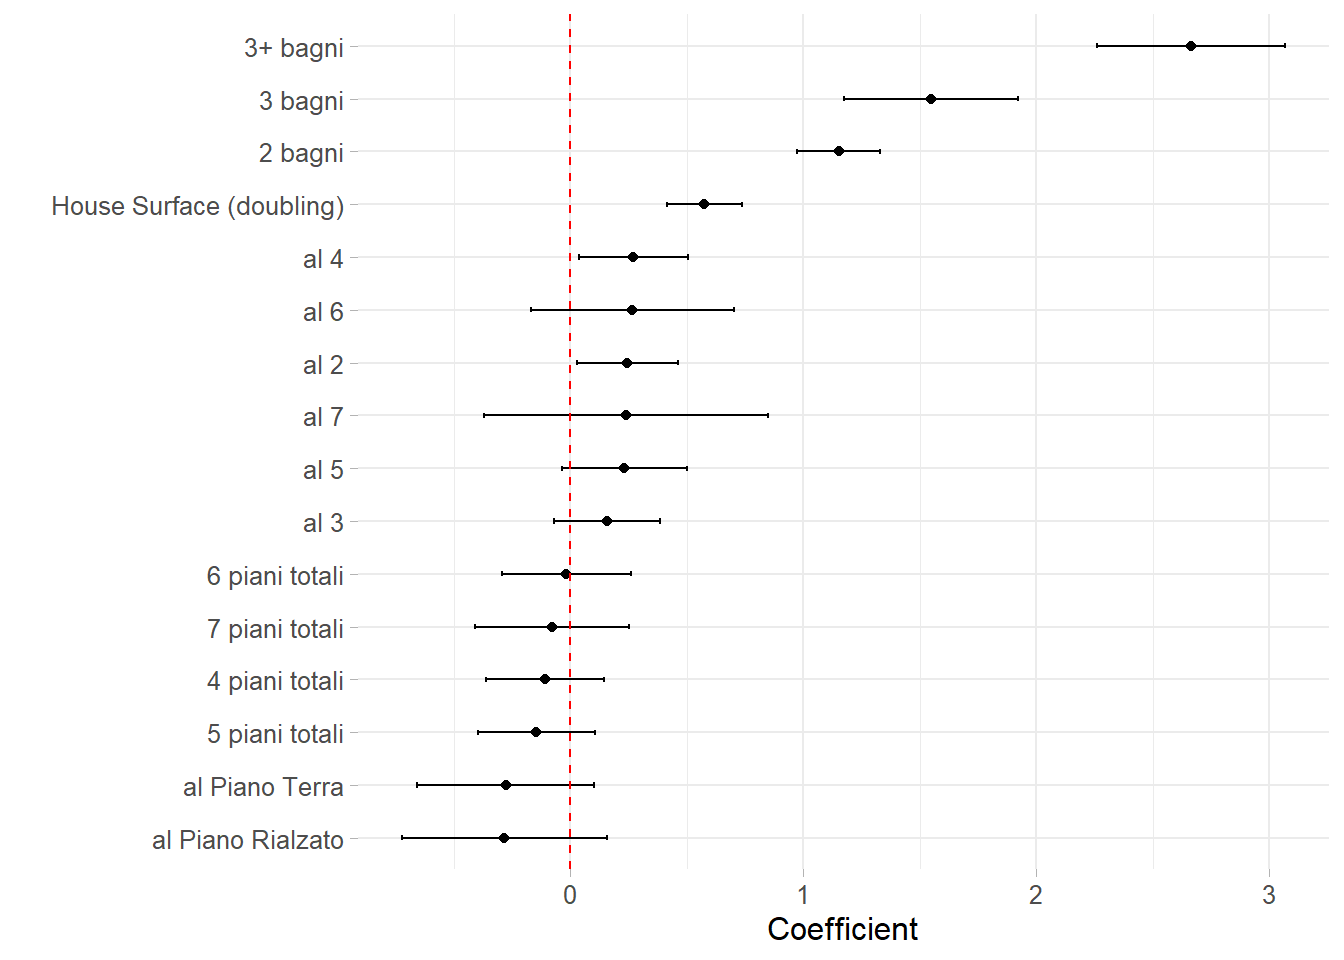 3+ bagni
3 bagni
2 bagni
House Surface (doubling)
al 4
al 6
al 2
al 7
al 5
al 3
6 piani totali
7 piani totali
4 piani totali
5 piani totali
al Piano Terra
al Piano Rialzato
0 1 2 3
Coefficient